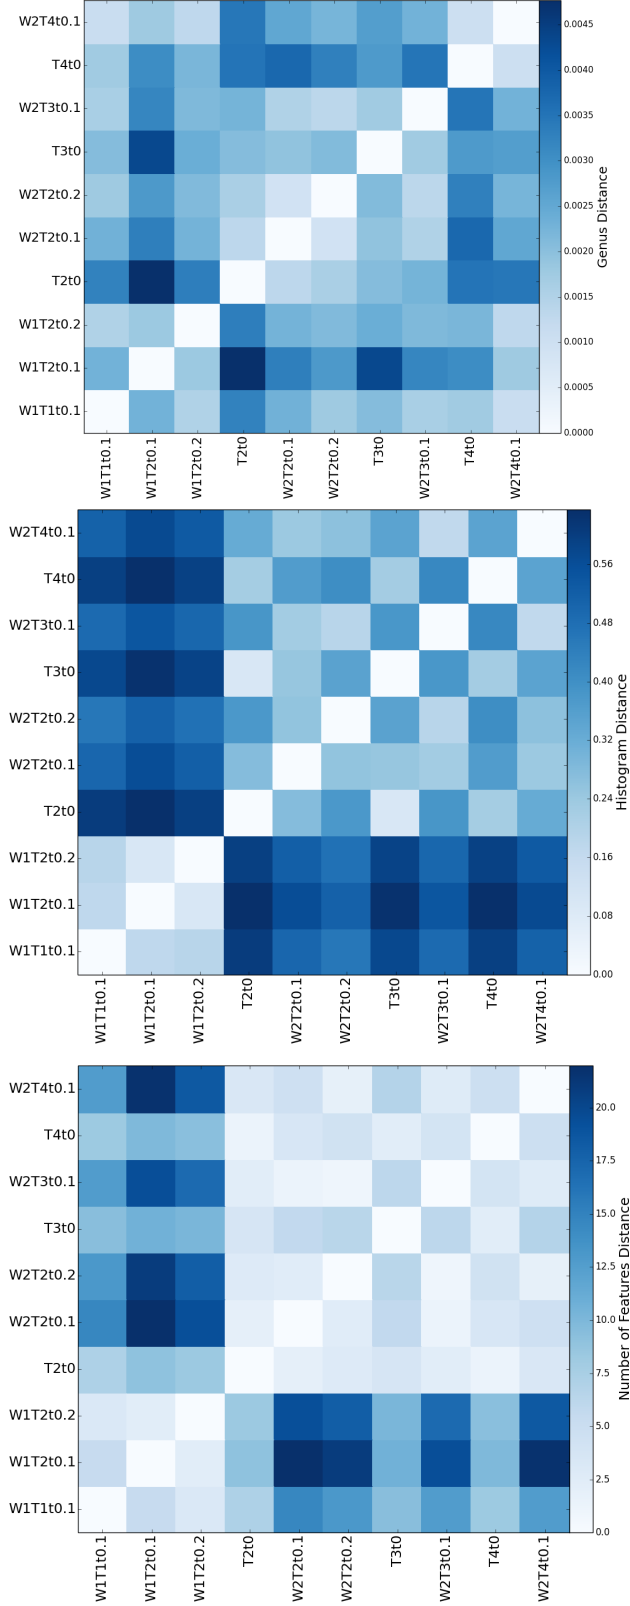 W2T4t0.1
T4t0
W2T3t0.1
T3t0
W2T2t0.2
W2T2t0.1
T2t0
W1T2t0.2
W1T2t0.1
W1T1t0.1
W1T1t0.1
W1T2t0.1
W1T2t0.2
T2t0
W2T2t0.1
W2T2t0.2
T3t0
W2T3t0.1
T4t0
W2T4t0.1
0.0045
0.0040
0.0035
0.0030
0.0025
0.0020
0.0015
0.0010
0.0005
0.0000
Genus Distance
W2T4t0.1
T4t0
W2T3t0.1
T3t0
W2T2t0.2
W2T2t0.1
T2t0
W1T2t0.2
W1T2t0.1
W1T1t0.1
W1T1t0.1
W1T2t0.1
W1T2t0.2
T2t0
W2T2t0.1
W2T2t0.2
T3t0
W2T3t0.1
T4t0
W2T4t0.1
0.56
0.48
0.40
0.32
0.24
0.16
0.08
0.00
Histogram Distance
W2T4t0.1
T4t0
W2T3t0.1
T3t0
W2T2t0.2
W2T2t0.1
T2t0
W1T2t0.2
W1T2t0.1
W1T1t0.1
W1T1t0.1
W1T2t0.1
W1T2t0.2
T2t0
W2T2t0.1
W2T2t0.2
T3t0
W2T3t0.1
T4t0
W2T4t0.1
20.0
17.5
15.0
12.5
10.0
7.5
5.0
2.5
0.0
Number of Features Distance